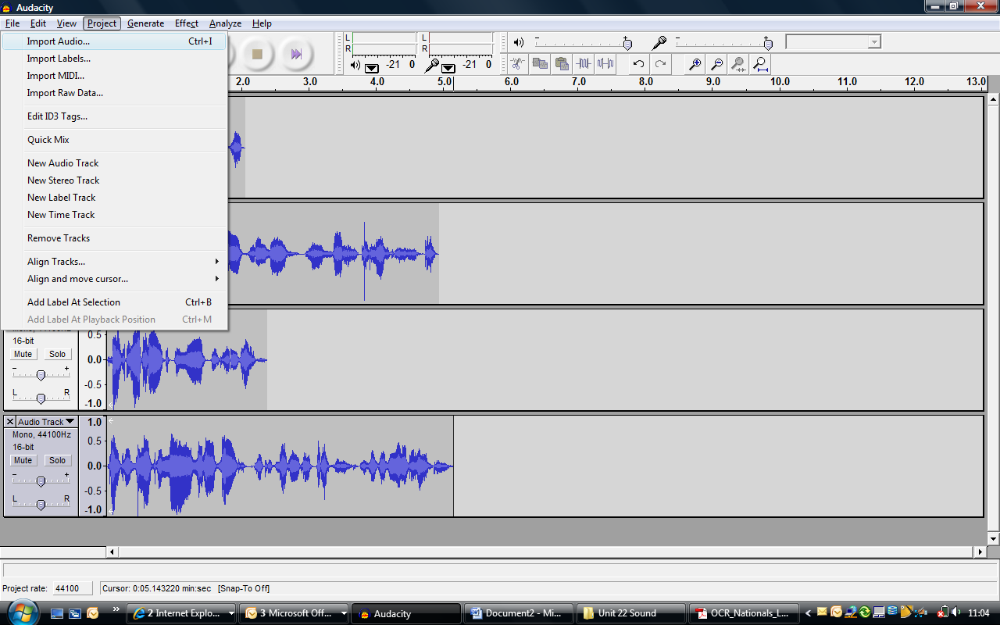 Audacity
File Edit View Project Generate Effect Analyze Help
Import Audio... Ctrl+I
Import Labels...
Import MIDI...
Import Raw Data...
Edit ID3 Tags...
Quick Mix
New Audio Track
New Stereo Track
New Label Track
New Time Track
Remove Tracks
Align Tracks...
Align and move cursor...
Add Label At Selection Ctrl+B
Add Label At Playback Position Ctrl+M
L L
R R
-21 0 -21 0
2.0 3.0 4.0 5.0 6.0 7.0 8.0 9.0 10.0 11.0 12.0 13.0
16-bit
Mute Solo
- +
L R
0.5
0.0
-0.5
-1.0
Audio Track
Mono, 44100Hz
16-bit
Mute Solo
- +
L R
1.0
0.5
0.0
-0.5
-1.0
Project rate: 44100 Cursor: 0:05.143220 min:sec [Snap-To Off]
2 Internet Explo... 3 Microsoft Off... Audacity Document2 - Mi... Unit 22 Sound OCR_Nationals_L... 11:04